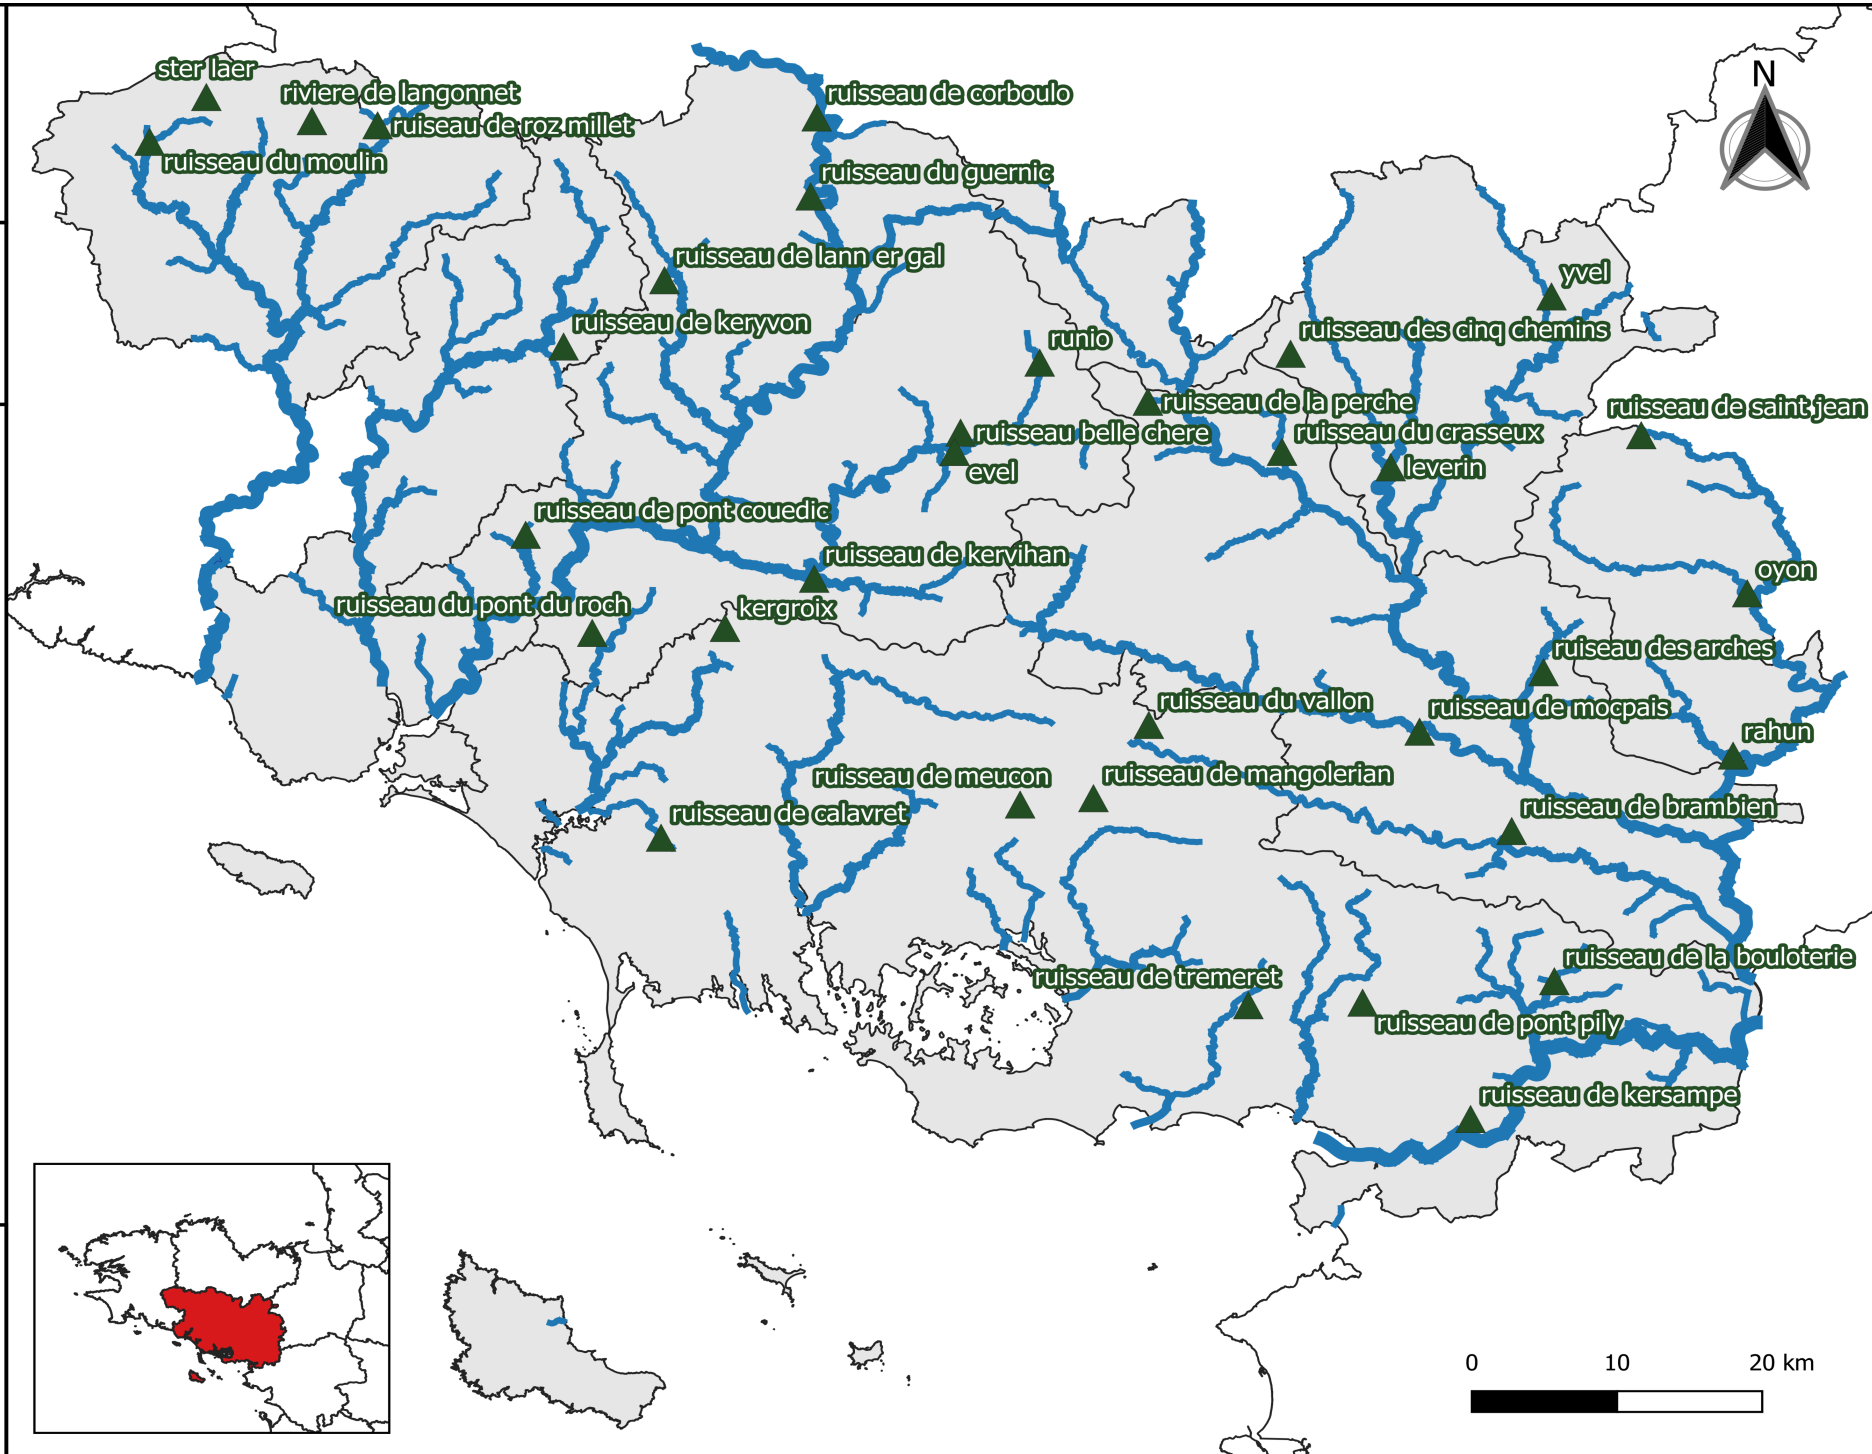 ster laer
riviere de langonnet
ruisseau de corboulo
ruiseau de roz millet
ruisseau du moulin
ruisseau du guernic
N
ruisseau de lann er gal
yvel
ruisseau de keryvon
ruisseau des cinq chemins
runio
ruisseau de la perche
ruisseau de saint jean
ruisseau belle chere
ruisseau du crasseux
evel
leverin
ruisseau de pont couedic
ruisseau de kervihan
oyon
ruisseau du pont du roch
kergroix
ruiseau des arches
ruisseau du vallon
ruisseau de mocpais
rahun
ruisseau de meucon
ruisseau de mangolerian
ruisseau de calavret
ruisseau de brambien
ruisseau de la bouloterie
ruisseau de tremeret
ruisseau de pont pily
ruisseau de kersampe
0 10 20 km